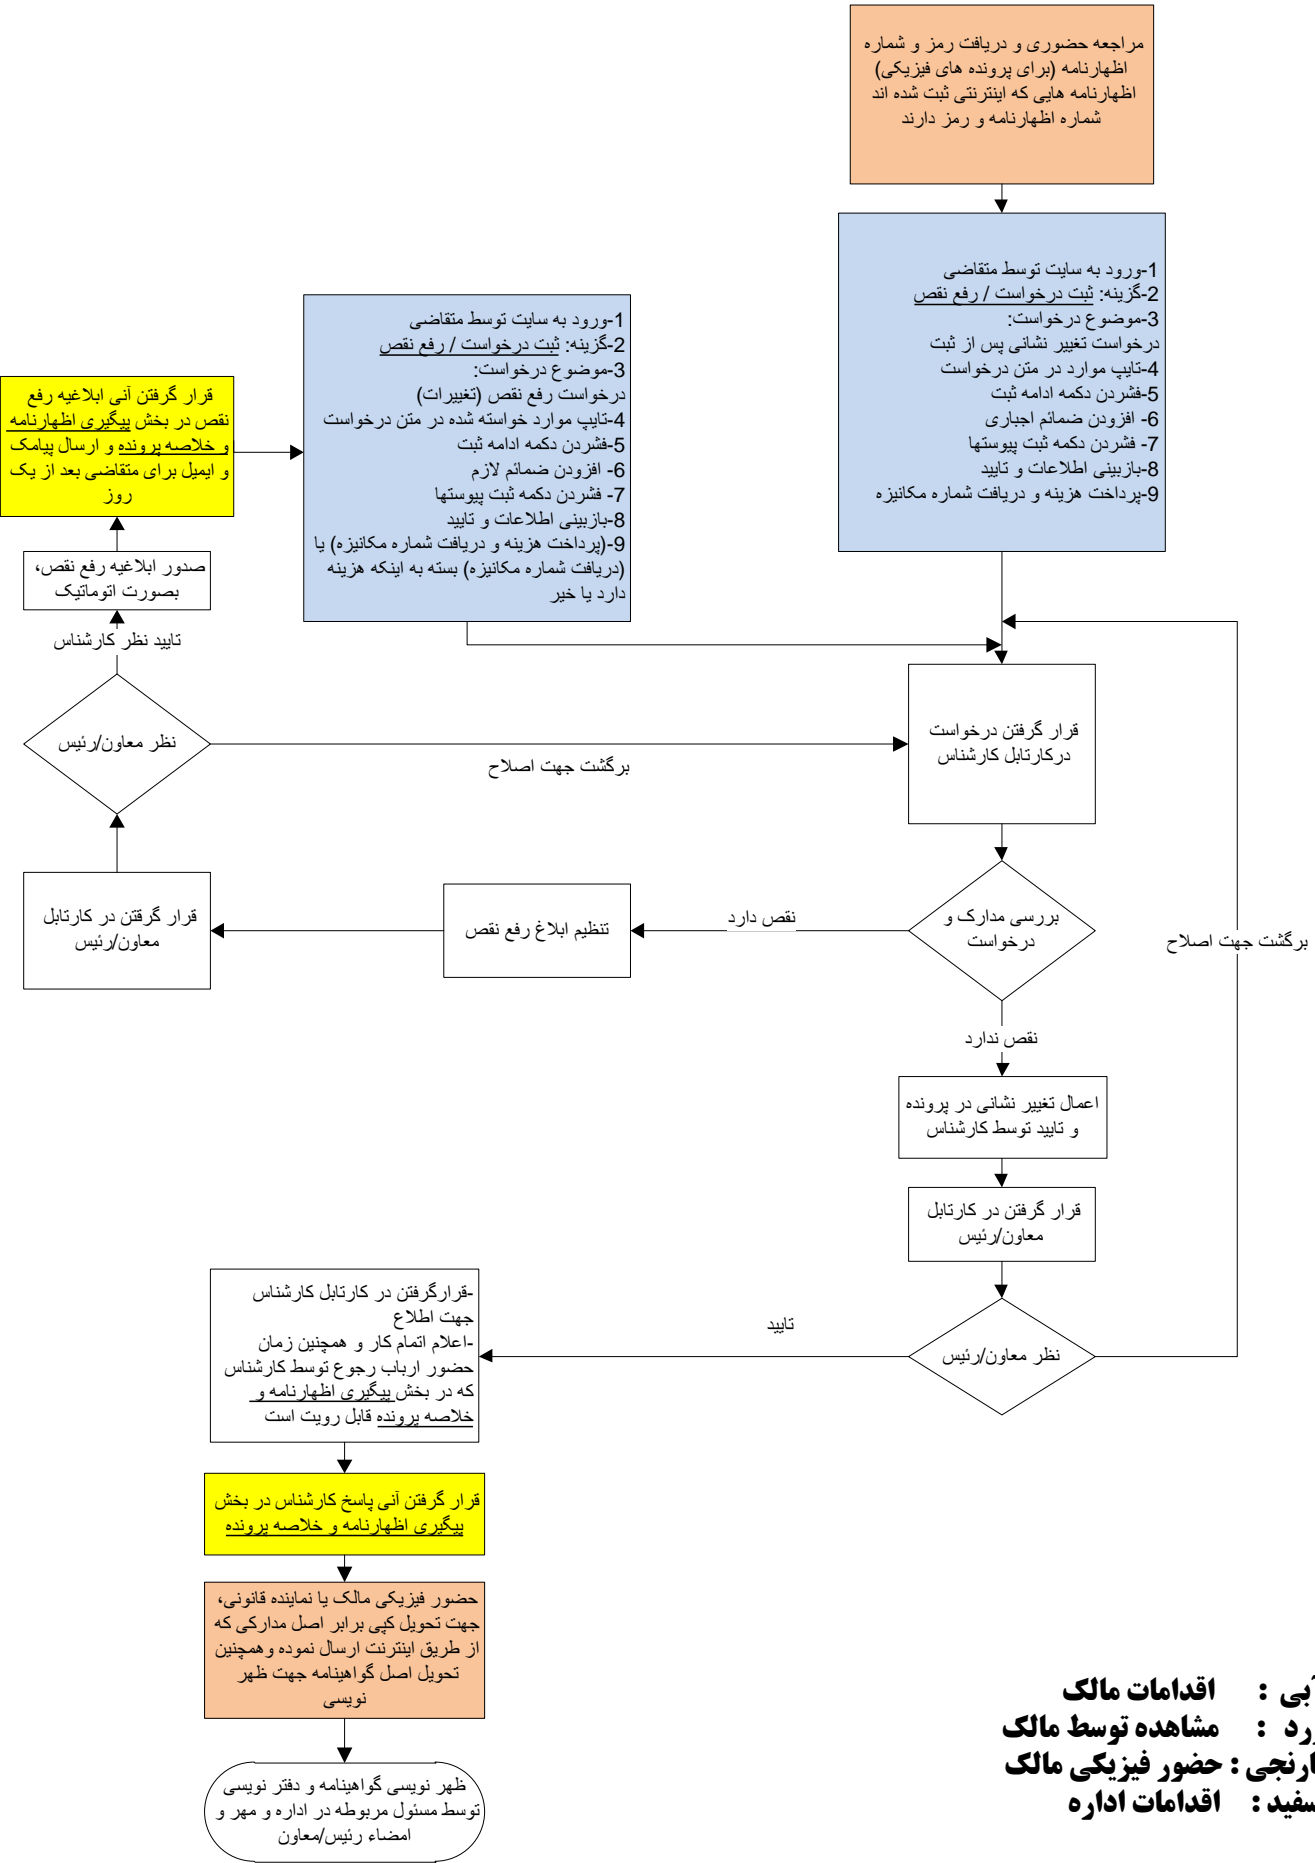 مراجعه حضوری و دریافت رمز و شماره
اظهارنامه (برای پرونده های فیزیکی)
اظهارنامه هایی که اینترنتی ثبت شده اند
شماره اظهارنامه و رمز دارند
1-ورود به سایت توسط متقاضی
2-گزینه: ثبت درخواست / رفع نقص
3-موضوع درخواست:
درخواست تغییر نشانی پس از ثبت
4-تایپ موارد در متن درخواست
5-فشردن دکمه ادامه ثبت
6- افزودن ضمائم اجباری
7- فشردن دکمه ثبت پیوستها
8-بازبینی اطلاعات و تایید
9-پرداخت هزینه و دریافت شماره مکانیزه
1-ورود به سایت توسط متقاضی
2-گزینه: ثبت درخواست / رفع نقص
3-موضوع درخواست:
درخواست رفع نقص (تغییرات)
4-تایپ موارد خواسته شده در متن درخواست
5-فشردن دکمه ادامه ثبت
6- افزودن ضمائم لازم
7- فشردن دکمه ثبت پیوستها
8-بازبینی اطلاعات و تایید
9-(پرداخت هزینه و دریافت شماره مکانیزه) یا
(دریافت شماره مکانیزه) بسته به اینکه هزینه
دارد یا خیر
قرار گرفتن آنی ابلاغیه رفع
نقص در بخش پیگیری اظهارنامه
و خلاصه پرونده و ارسال پیامک
و ایمیل برای متقاضی بعد از یک
روز
صدور ابلاغیه رفع نقص،
بصورت اتوماتیک
تایید نظر کارشناس
نظر معاون/رئیس
برگشت جهت اصلاح
قرار گرفتن درخواست
درکارتابل کارشناس
بررسی مدارک و
درخواست
نقص دارد
تنظیم ابلاغ رفع نقص
قرار گرقتن در کارتابل
معاون/رئیس
برگشت جهت اصلاح
نقص ندارد
اعمال تغییر نشانی در پرونده
و تایید توسط کارشناس
قرار گرفتن در کارتابل
معاون/رئیس
نظر معاون/رئیس
تایید
-قرارگرفتن در کارتابل کارشناس
جهت اطلاع
-اعلام اتمام کار و همچنین زمان
حضور ارباب رجوع توسط کارشناس
که در بخش پیگیری اظهارنامه و
خلاصه پرونده قابل رویت است
قرار گرفتن آنی پاسخ کارشناس در بخش
پیگیری اظهارنامه و خلاصه پرونده
حضور فیزیکی مالک یا نماینده قانونی،
جهت تحویل کپی برابر اصل مدارکی که
از طریق اینترنت ارسال نموده وهمچنین
تحویل اصل گواهینامه جهت ظهر
نویسی
ظهر نویسی گواهینامه و دفتر نویسی
توسط مسئول مربوطه در اداره و مهر و
امضاء رئیس/معاون
آبی : اقدامات مالک
: مشاهده توسط مالک
: حضور فیزیکی مالک
سفید : اقدامات اداره